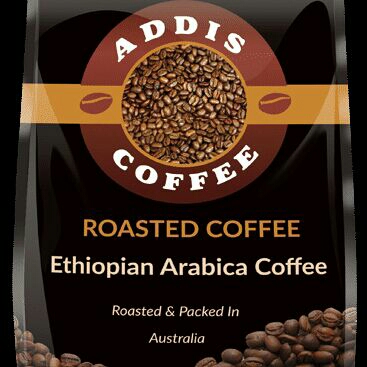 ADDIS
COFFEE
ROASTED COFFEE
Ethiopian Arabica Coffee
Roasted & Packed In
Australia